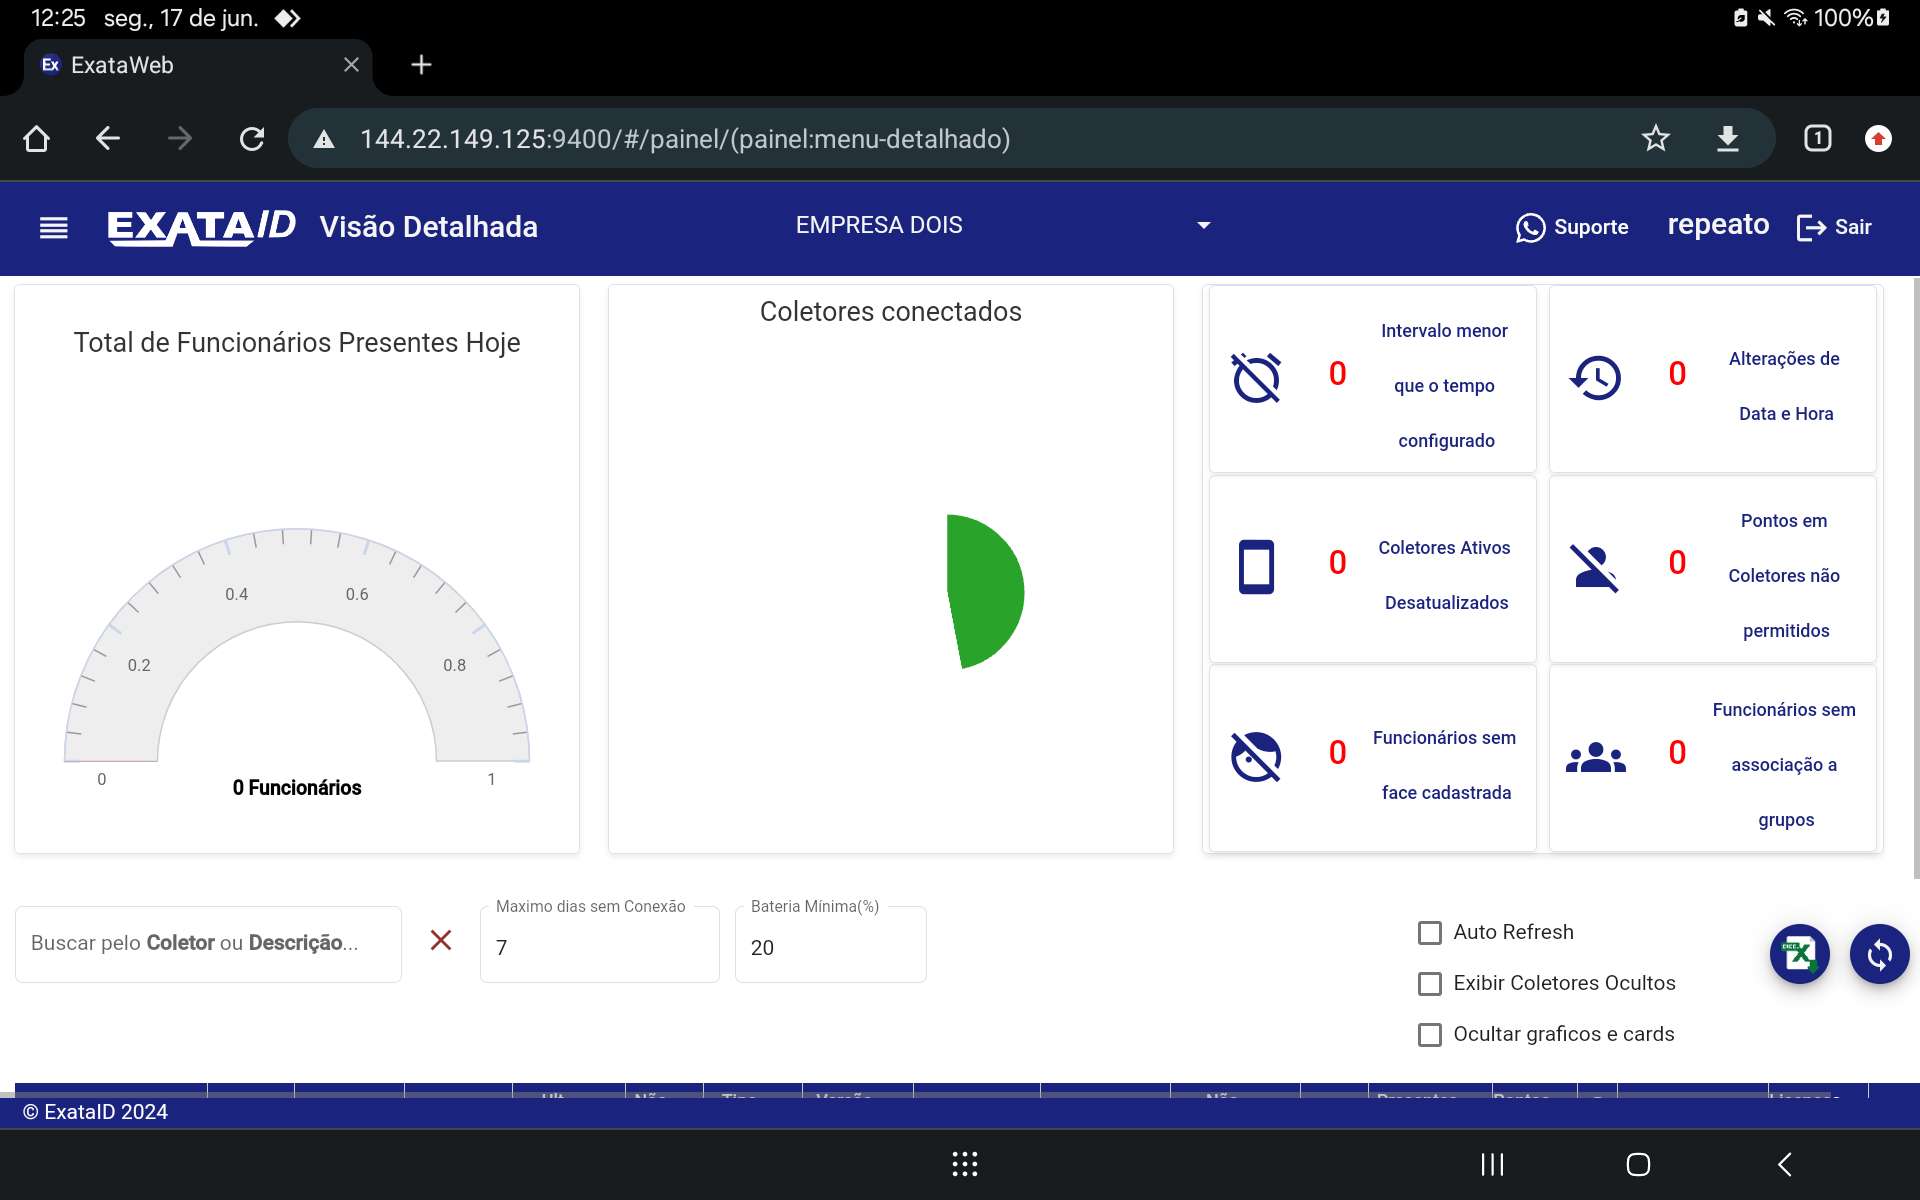 12:25 seg., 17 de jun. 100%
Ex ExataWeb
144.22.149.125:9400/#/painel/(painel:menu-detalhado) 1
EXATAID Visão Detalhada EMPRESA DOIS Suporte repeato Sair
Total de Funcionários Presentes Hoje
0.4 0.6
0.2 0.8
0 1
0 Funcionários
Coletores conectados
0 Intervalo menor
que o tempo
configurado
0 Alterações de
Data e Hora
0 Coletores Ativos
Desatualizados
0 Pontos em
Coletores não
permitidos
0 Funcionários sem
face cadastrada
0 Funcionários sem
associação a
grupos
Buscar pelo Coletor ou Descrição...
Maximo dias sem Conexão
7
Bateria Mínima(%)
20
Auto Refresh
Exibir Coletores Ocultos
Ocultar graficos e cards
© ExataID 2024